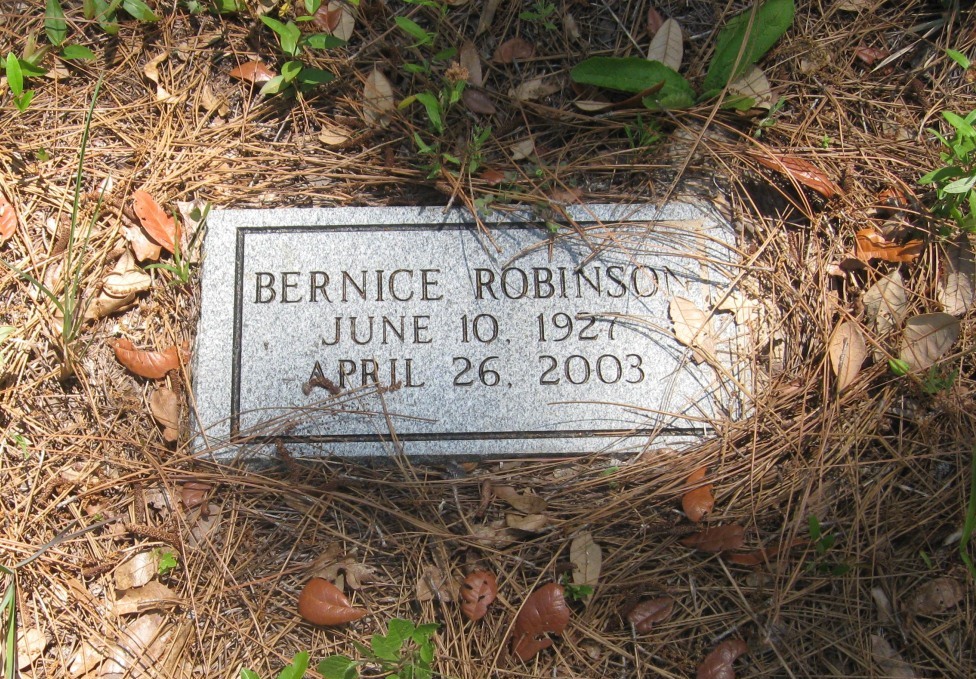 BERNICE ROBINSON
JUNE 10, 1927
APRIL 26, 2003